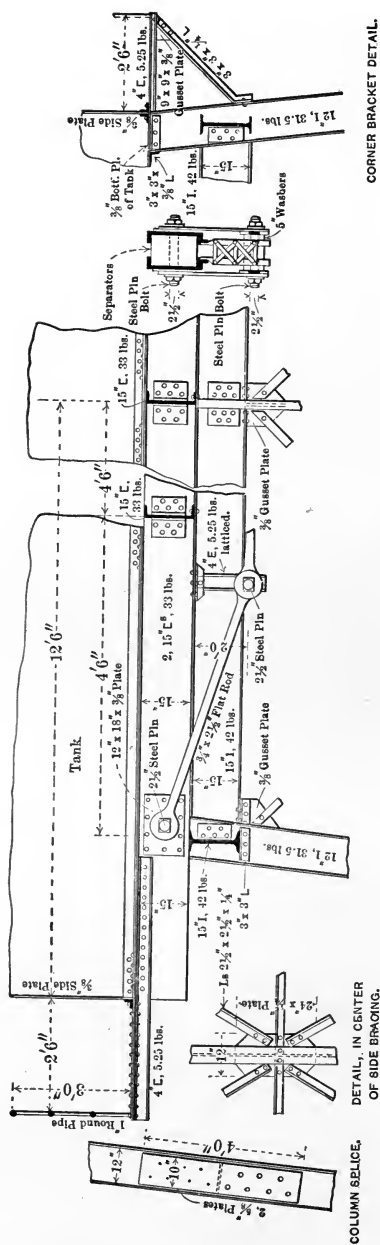 2'6"
3/8" Side Plate
4" [, 5.25 lbs.
9"x 9"x 3/8"
Gusset Plate
3"x 3"x 1/4" L
3/8" Bott. Pl.
of Tank
3"x 3"x
3/8" L
15" I, 42 lbs.
15"
12" I, 31.5 lbs.
CORNER BRACKET DETAIL.
Separators
Steel Pin
Bolt
2 1/2"
Steel Pin
Bolt
2 1/2"
5" Washers
12'6"
4'6"
15" [,
33 lbs.
15" [, 33 lbs.
Tank
4'6"
12" x 18" x 3/8" Plate
2 1/2" Steel Pin
2, 15" [s, 33 lbs.
15"
15"
4" [, 5.25 lbs.
latticed.
2'0"
3/4" x 2 1/2" Flat Rod
15" I, 42 lbs.
15"
2 1/2" Steel Pin
3/8" Gusset Plate
3/8" Gusset Plate
3/8" Side Plate
2'6"
3'0"
1" Round Pipe
4" [, 5.25 lbs.
15" I, 42 lbs.
3"x 3" L
12" I, 31.5 lbs.
Ls 2 1/2" x 2 1/2" x 1/4"
12"
24" x
Plate
DETAIL, IN CENTER
OF SIDE BRACING.
12"
10"
4'0"
2, 5/8" Plates
COLUMN SPLICE.